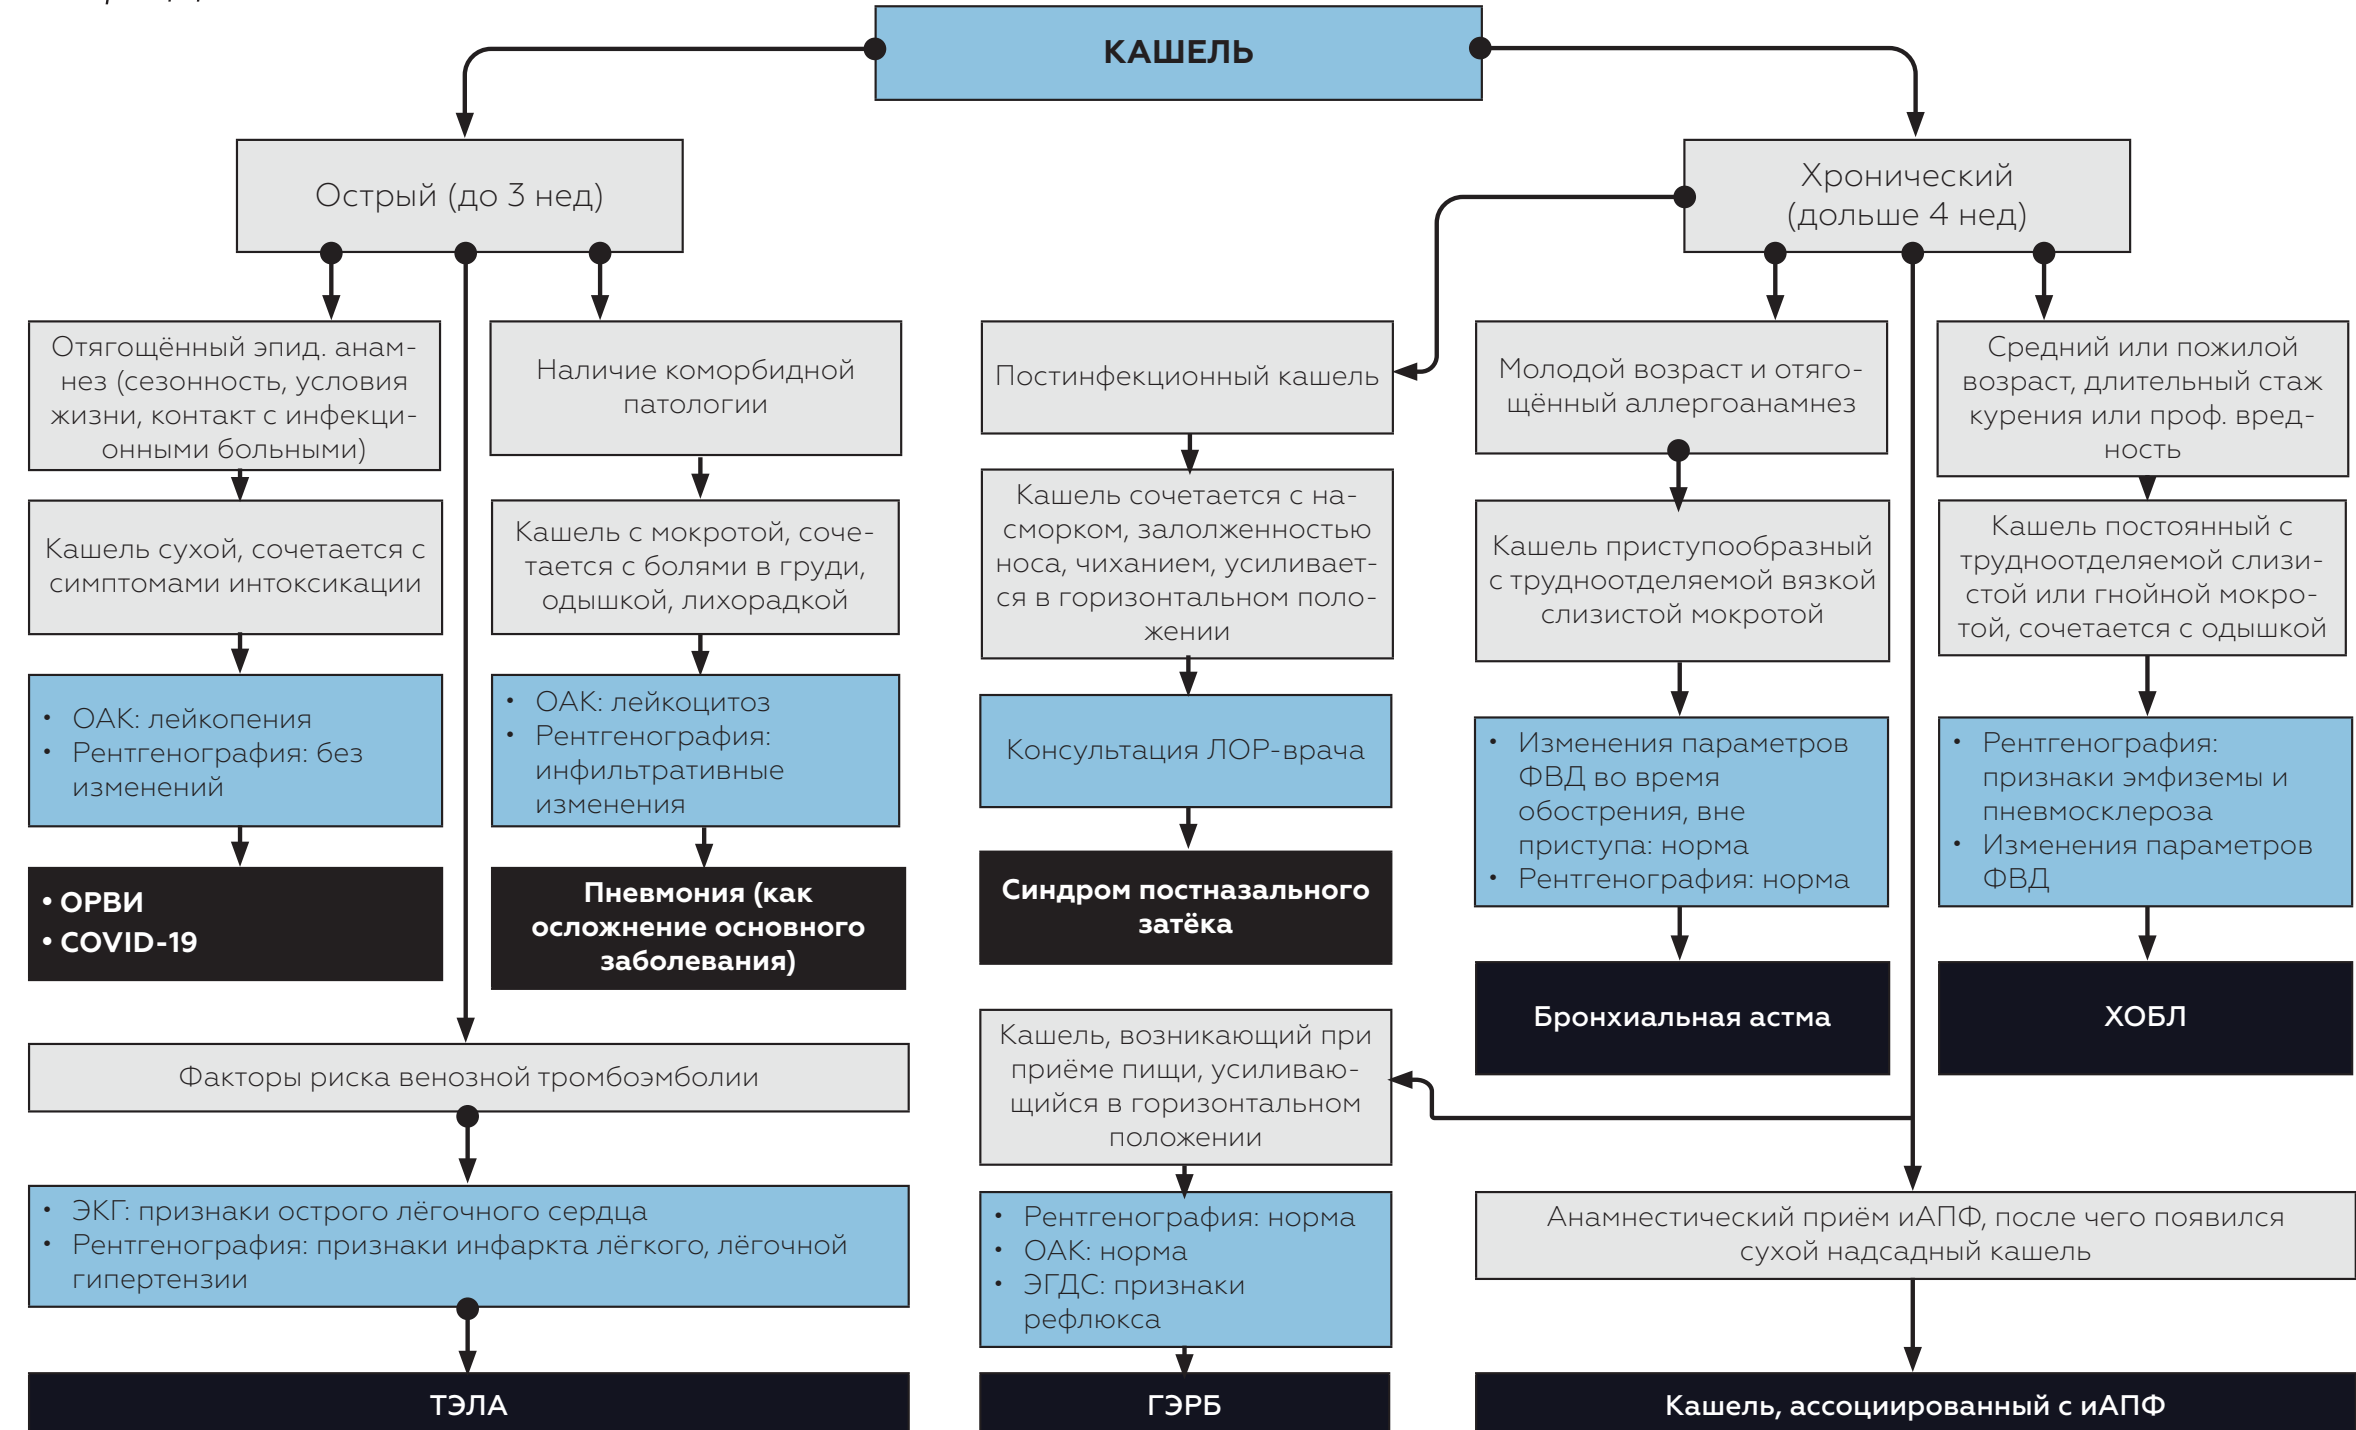 КАШЕЛЬ
Острый (до 3 нед)
Хронический
(дольше 4 нед)
Отягощённый эпид. анам-
нез (сезонность, условия
жизни, контакт с инфекци-
онными больными)
Кашель сухой, сочетается с
симптомами интоксикации
• ОАК: лейкопения
• Рентгенография: без
изменений
• ОРВИ
• COVID-19
Наличие коморбидной
патологии
Кашель с мокротой, соче-
тается с болями в груди,
одышкой, лихорадкой
• ОАК: лейкоцитоз
• Рентгенография:
инфильтративные
изменения
Пневмония (как
осложнение основного
заболевания)
Факторы риска венозной тромбоэмболии
• ЭКГ: признаки острого лёгочного сердца
• Рентгенография: признаки инфаркта лёгкого, лёгочной
гипертензии
ТЭЛА
Постинфекционный кашель
Кашель сочетается с на-
сморком, залолженностью
носа, чиханием, усиливает-
ся в горизонтальном поло-
жении
Консультация ЛОР-врача
Синдром постназального
затёка
Кашель, возникающий при
приёме пищи, усиливаю-
щийся в горизонтальном
положении
• Рентгенография: норма
• ОАК: норма
• ЭГДС: признаки
рефлюкса
ГЭРБ
Молодой возраст и отяго-
щённый аллергоанамнез
Кашель приступообразный
с трудноотделяемой вязкой
слизистой мокротой
• Изменения параметров
ФВД во время
обострения, вне
приступа: норма
• Рентгенография: норма
Бронхиальная астма
Средний или пожилой
возраст, длительный стаж
курения или проф. вред-
ность
Кашель постоянный с
трудноотделяемой слизи-
стой или гнойной мокро-
той, сочетается с одышкой
• Рентгенография:
признаки эмфиземы и
пневмосклероза
• Изменения параметров
ФВД
ХОБЛ
Анамнестический приём иАПФ, после чего появился
сухой надсадный кашель
Кашель, ассоциированный с иАПФ